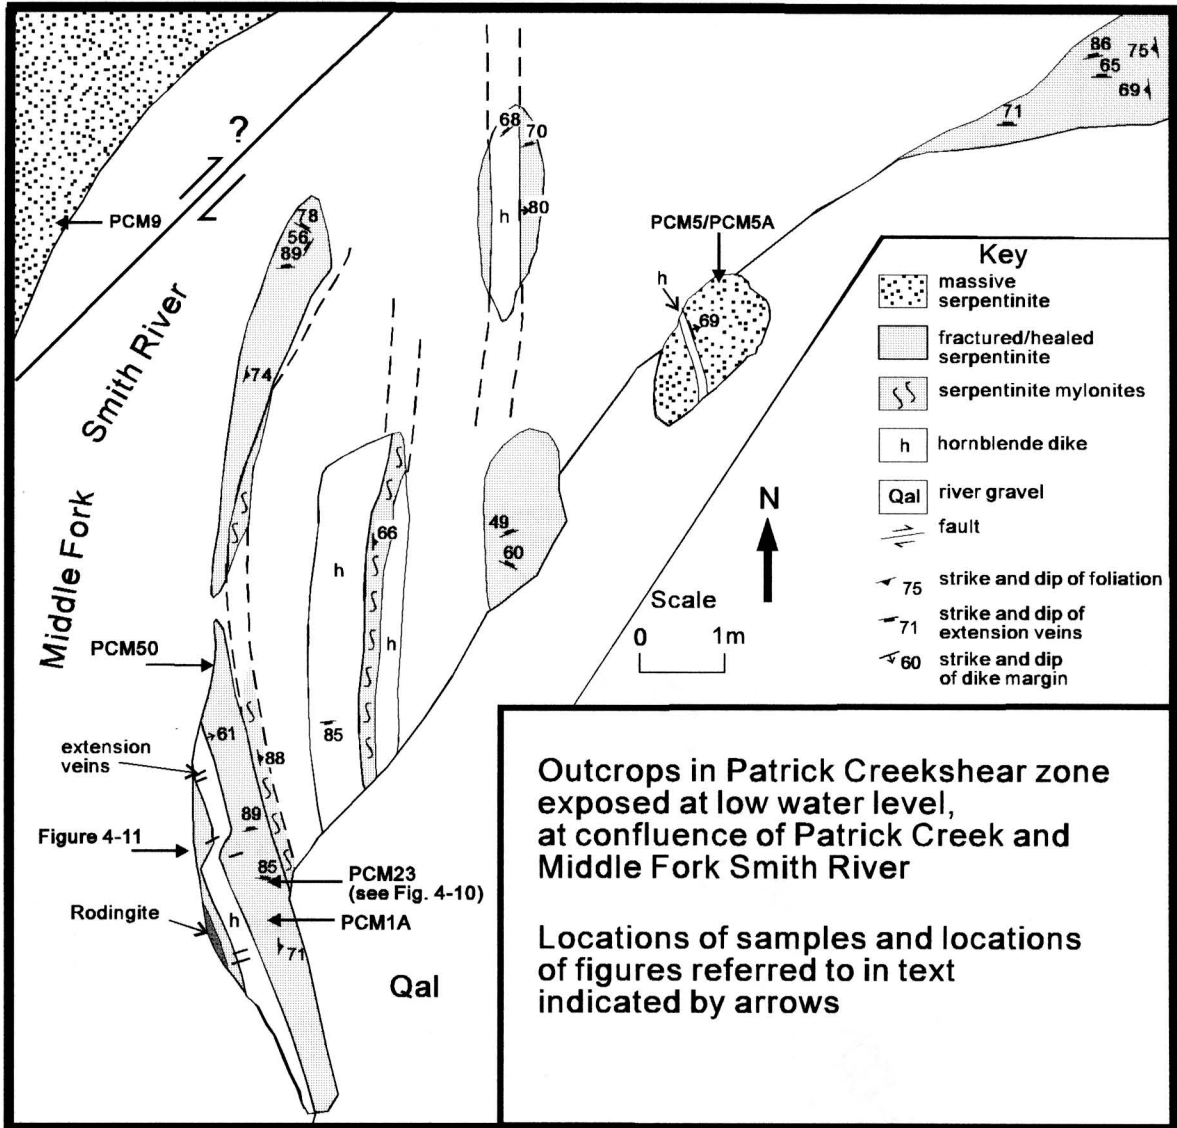 86
75
65
69
71
?
68
70
PCM9
h
80
78
56
89
PCM5/PCM5A
h
69
Key
massive
serpentinite
fractured/healed
serpentinite
serpentinite mylonites
h
hornblende dike
Qal
river gravel
fault
75
strike and dip of foliation
71
strike and dip of
extension veins
60
strike and dip
of dike margin
Middle Fork Smith River
74
66
h
h
85
49
60
N
Scale
0 1m
PCM50
61
88
extension
veins
89
Figure 4-11
85
PCM23
(see Fig. 4-10)
Rodingite
h
PCM1A
71
Qal
Outcrops in Patrick Creekshear zone
exposed at low water level,
at confluence of Patrick Creek and
Middle Fork Smith River
Locations of samples and locations
of figures referred to in text
indicated by arrows